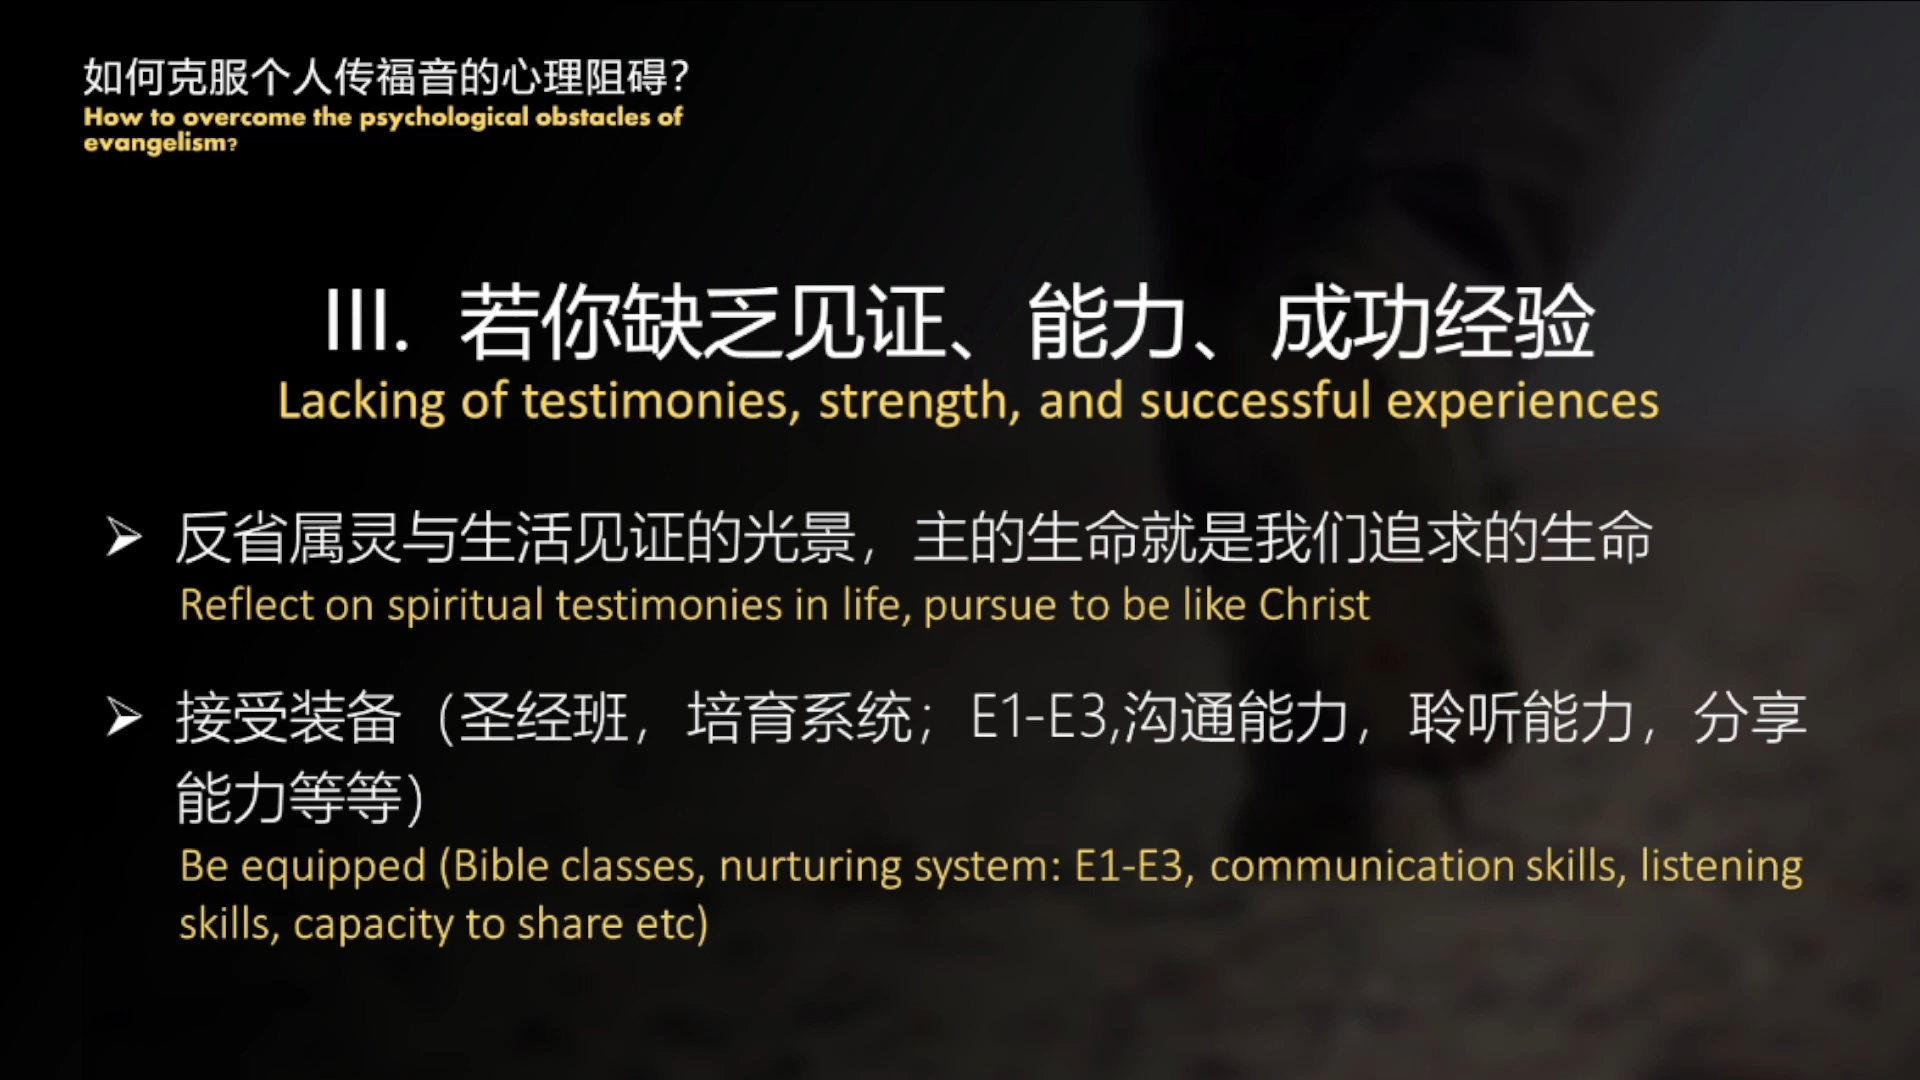 如何克服个人传福音的心理阻碍？
How to overcome the psychological obstacles of
evangelism?
III. 若你缺乏见证、能力、成功经验
Lacking of testimonies, strength, and successful experiences
➢ 反省属灵与生活见证的光景，主的生命就是我们追求的生命
Reflect on spiritual testimonies in life, pursue to be like Christ
➢ 接受装备（圣经班，培育系统；E1-E3,沟通能力，聆听能力，分享
能力等等）
Be equipped (Bible classes, nurturing system: E1-E3, communication skills, listening
skills, capacity to share etc)